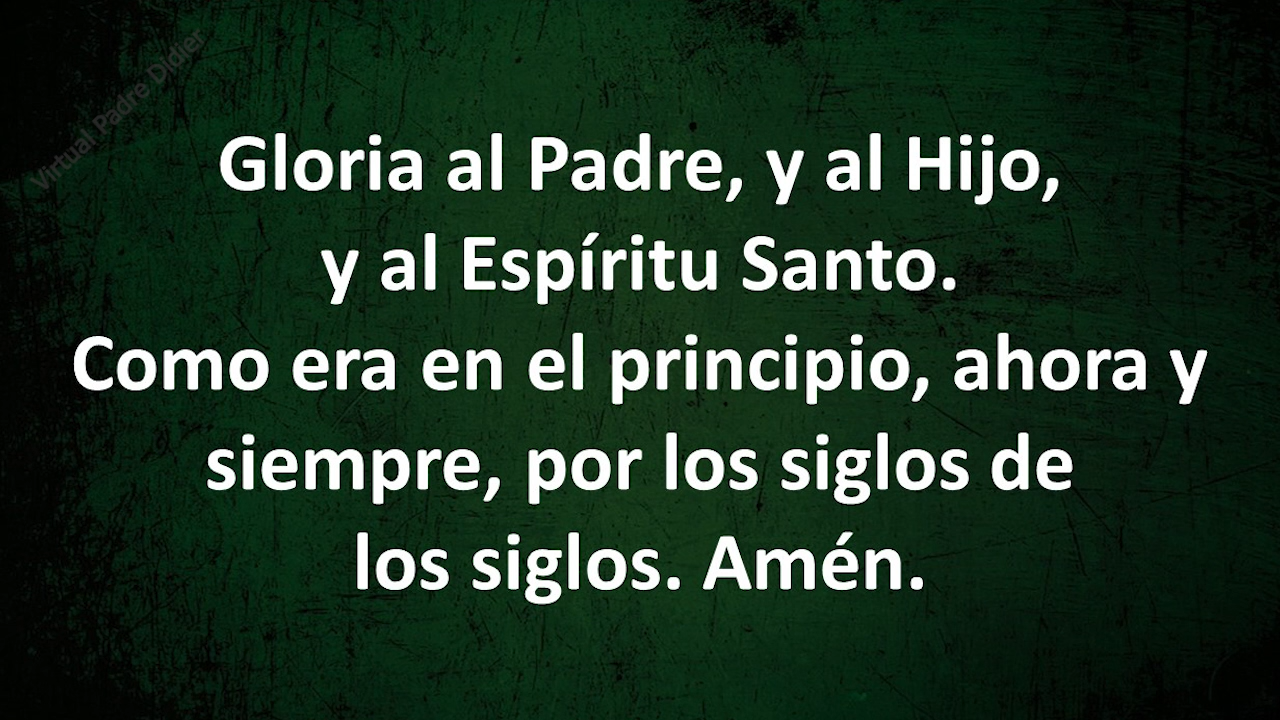 Virtual Padre Didier
Gloria al Padre, y al Hijo,
y al Espíritu Santo.
Como era en el principio, ahora y
siempre, por los siglos de
los siglos. Amén.